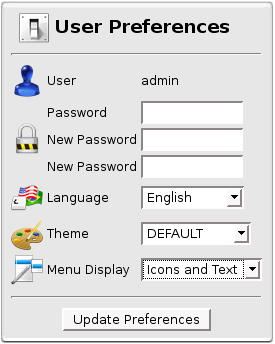 User Preferences
User admin
Password
New Password
New Password
Language English
Theme DEFAULT
Menu Display Icons and Text
Update Preferences